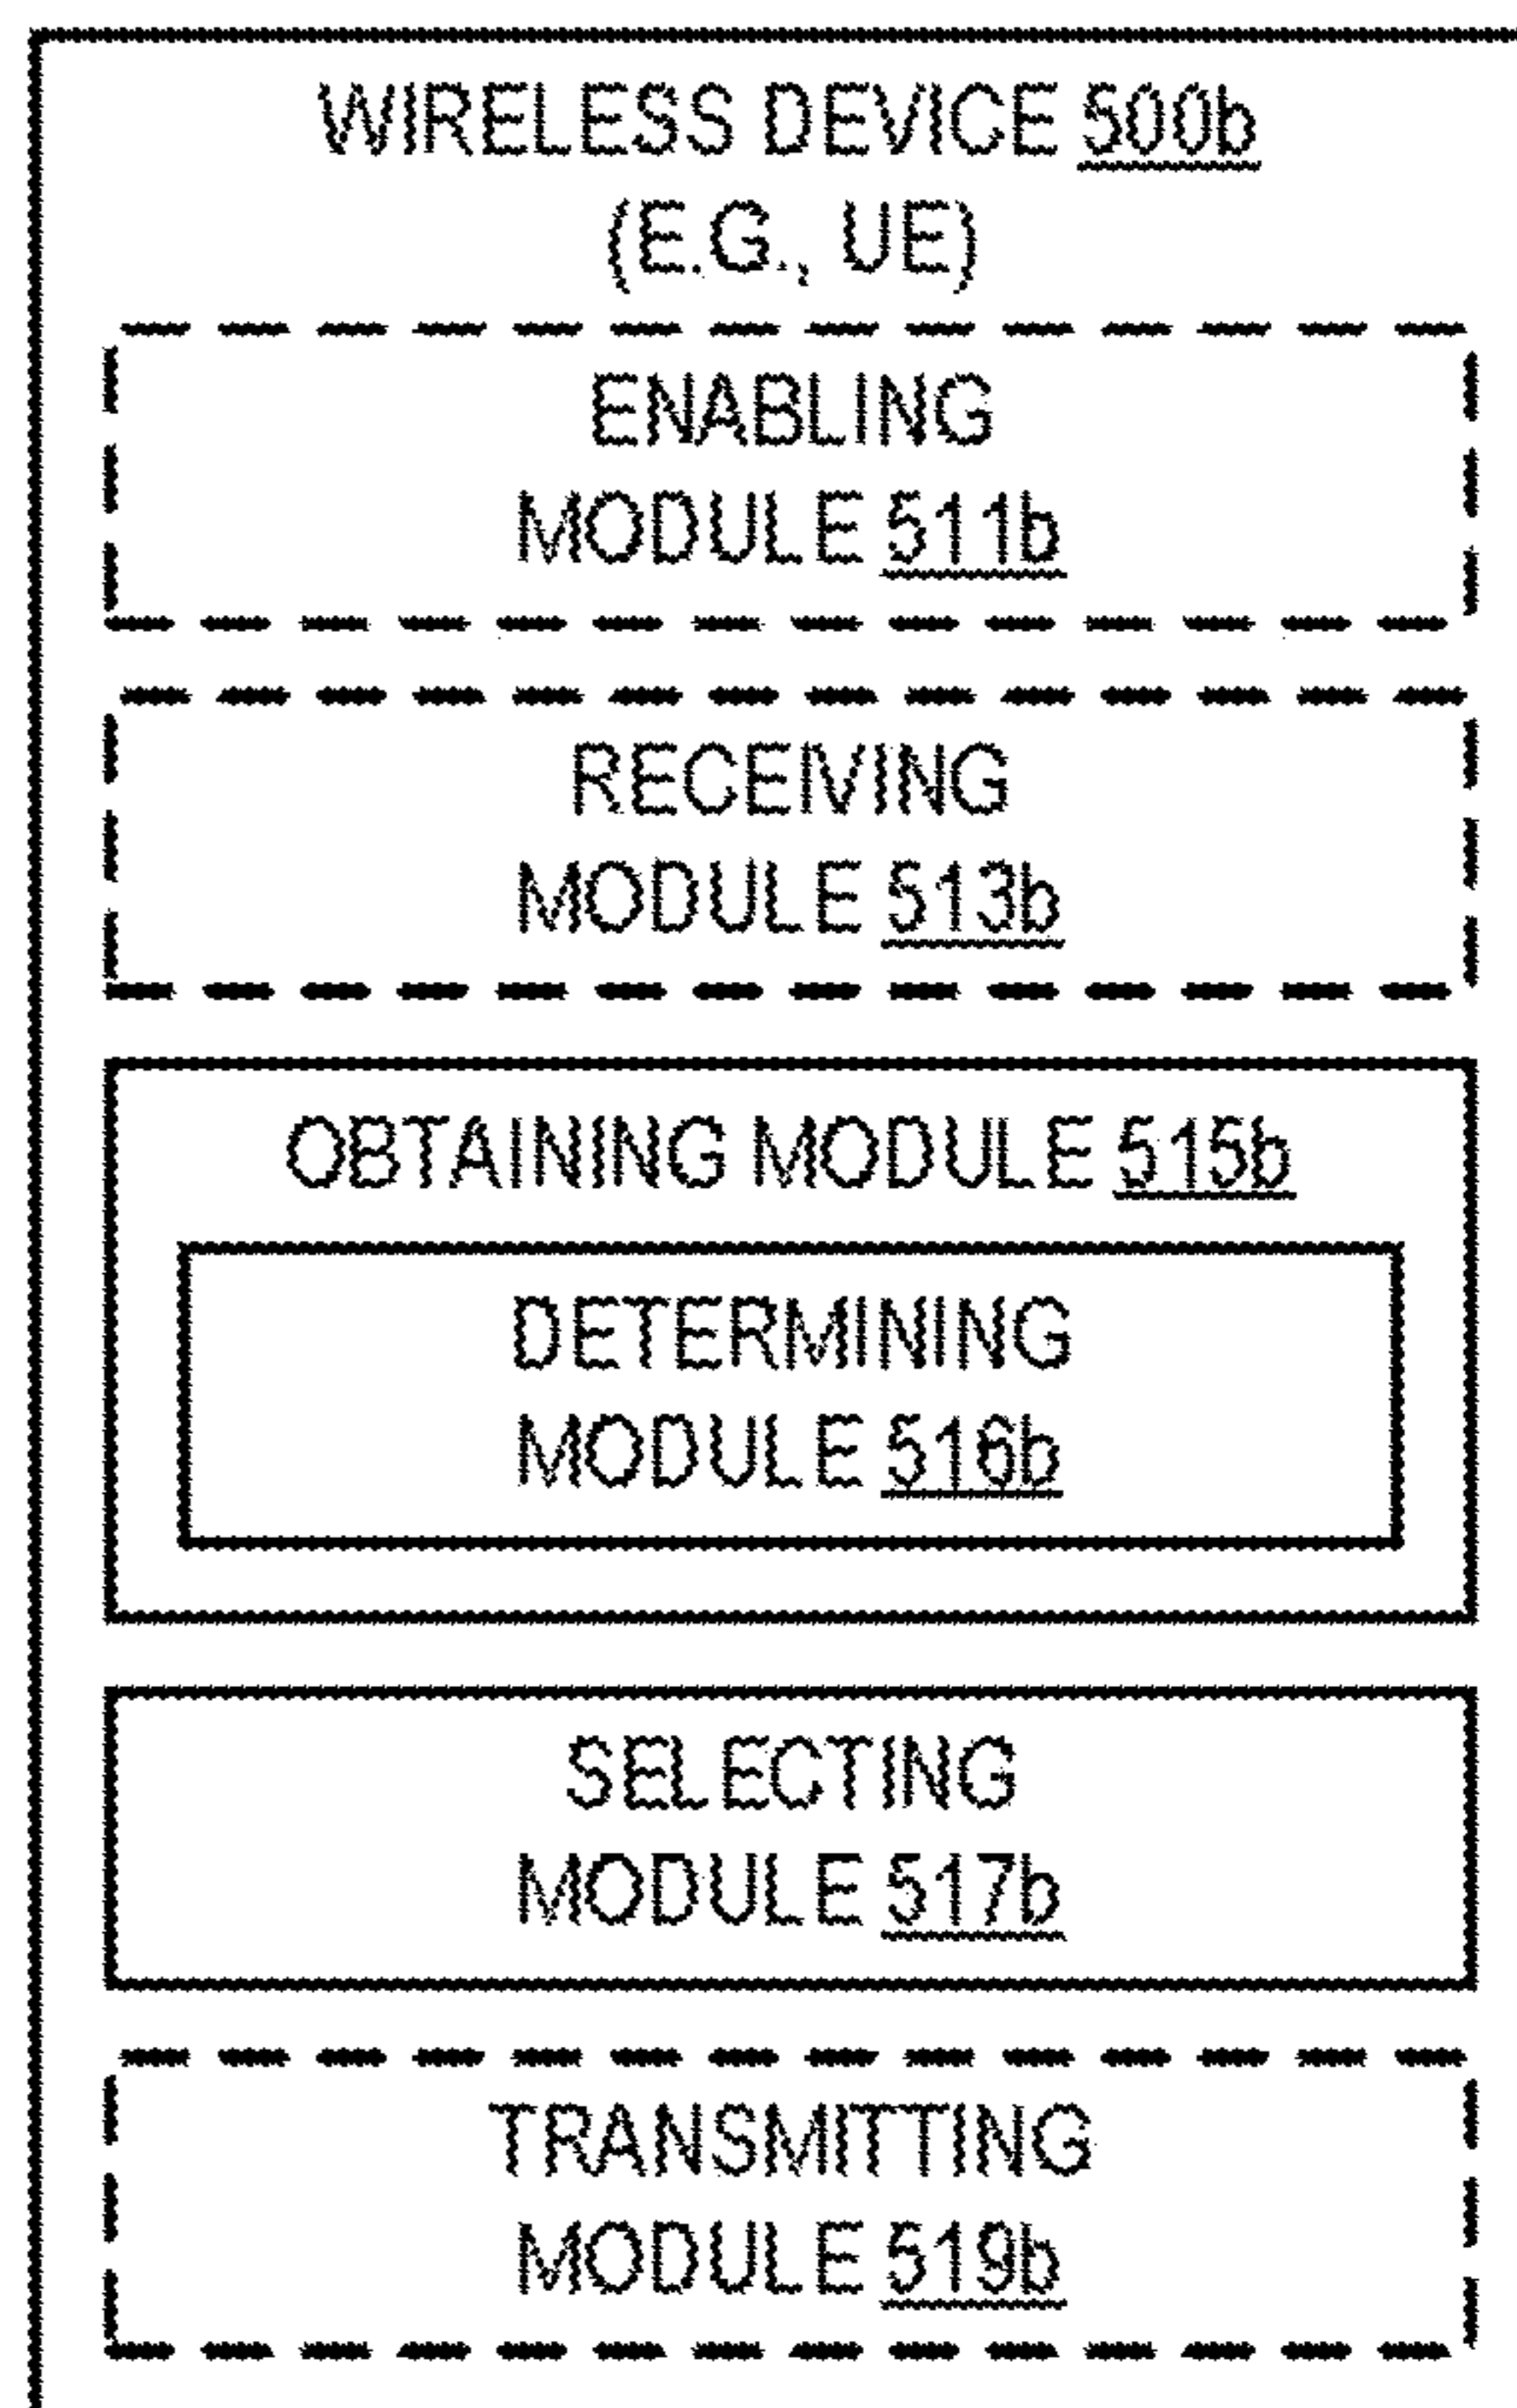 WIRELESS DEVICE 500b
(E.G., UE)
ENABLING
MODULE 511b
RECEIVING
MODULE 513b
OBTAINING MODULE 515b
DETERMINING
MODULE 516b
SELECTING
MODULE 517b
TRANSMITTING
MODULE 519b